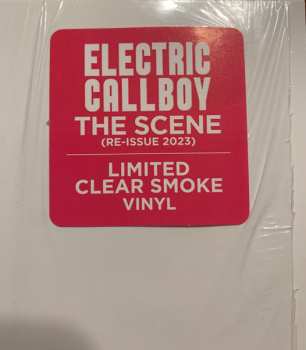 ELECTRIC
CALLBOY
THE SCENE
(RE-ISSUE 2023)
LIMITED
CLEAR SMOKE
VINYL